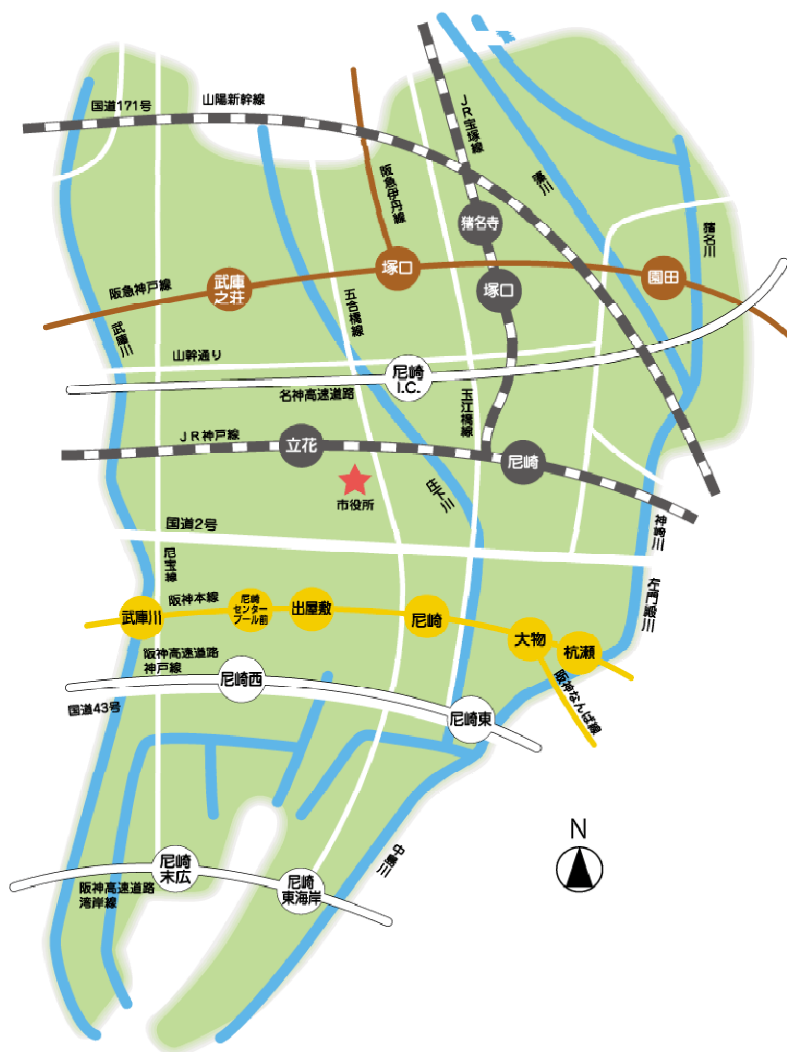 山陽新幹線
国道171号
JR宝塚線
阪急伊丹線
藻川
猪名川
猪名寺
塚口
塚口
園田
武庫
之荘
阪急神戸線
武庫川
五合橋線
山幹通り
尼崎
I.C.
名神高速道路
玉江橋線
JR神戸線
立花
尼崎
市役所
庄下川
国道2号
神崎川
尼宝線
左門殿川
阪神本線
武庫川
尼崎
センター
プール前
出屋敷
尼崎
大物
杭瀬
阪神高速道路
神戸線
尼崎西
阪神なんば線
国道43号
尼崎東
N
中島川
尼崎
末広
尼崎
東海岸
阪神高速道路
湾岸線